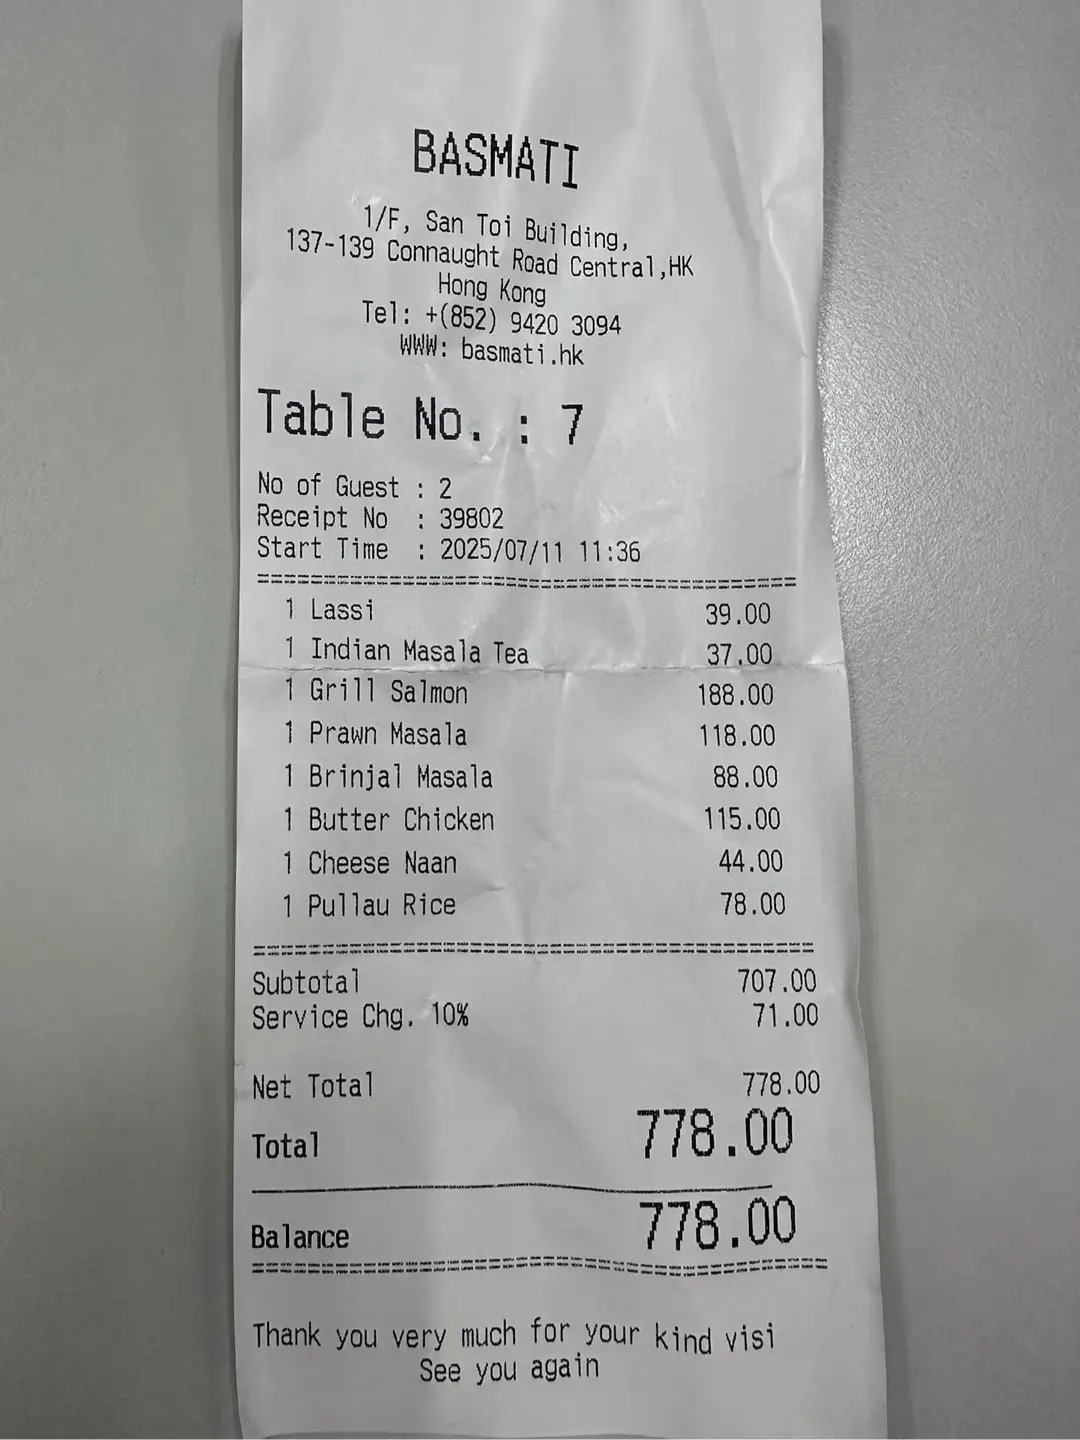 BASMATI
1/F, San Toi Building,
137-139 Connaught Road Central,HK
Hong Kong
Tel: +(852) 9420 3094
WWW: basmati.hk
Table No. : 7
No of Guest : 2
Receipt No : 39802
Start Time : 2025/07/11 11:36
1 Lassi 39.00
1 Indian Masala Tea 37.00
1 Grill Salmon 188.00
1 Prawn Masala 118.00
1 Brinjal Masala 88.00
1 Butter Chicken 115.00
1 Cheese Naan 44.00
1 Pullau Rice 78.00
Subtotal 707.00
Service Chg. 10% 71.00
Net Total 778.00
Total 778.00
Balance 778.00
Thank you very much for your kind visi
See you again